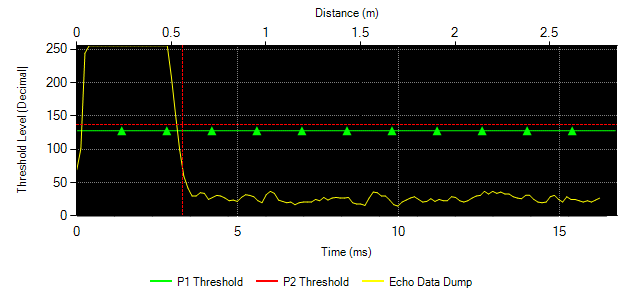 Distance (m)
0 0.5 1 1.5 2 2.5
Threshold Level [Decimal]
250
200
150
100
50
0
0 5 10 15
Time (ms)
P1 Threshold P2 Threshold Echo Data Dump